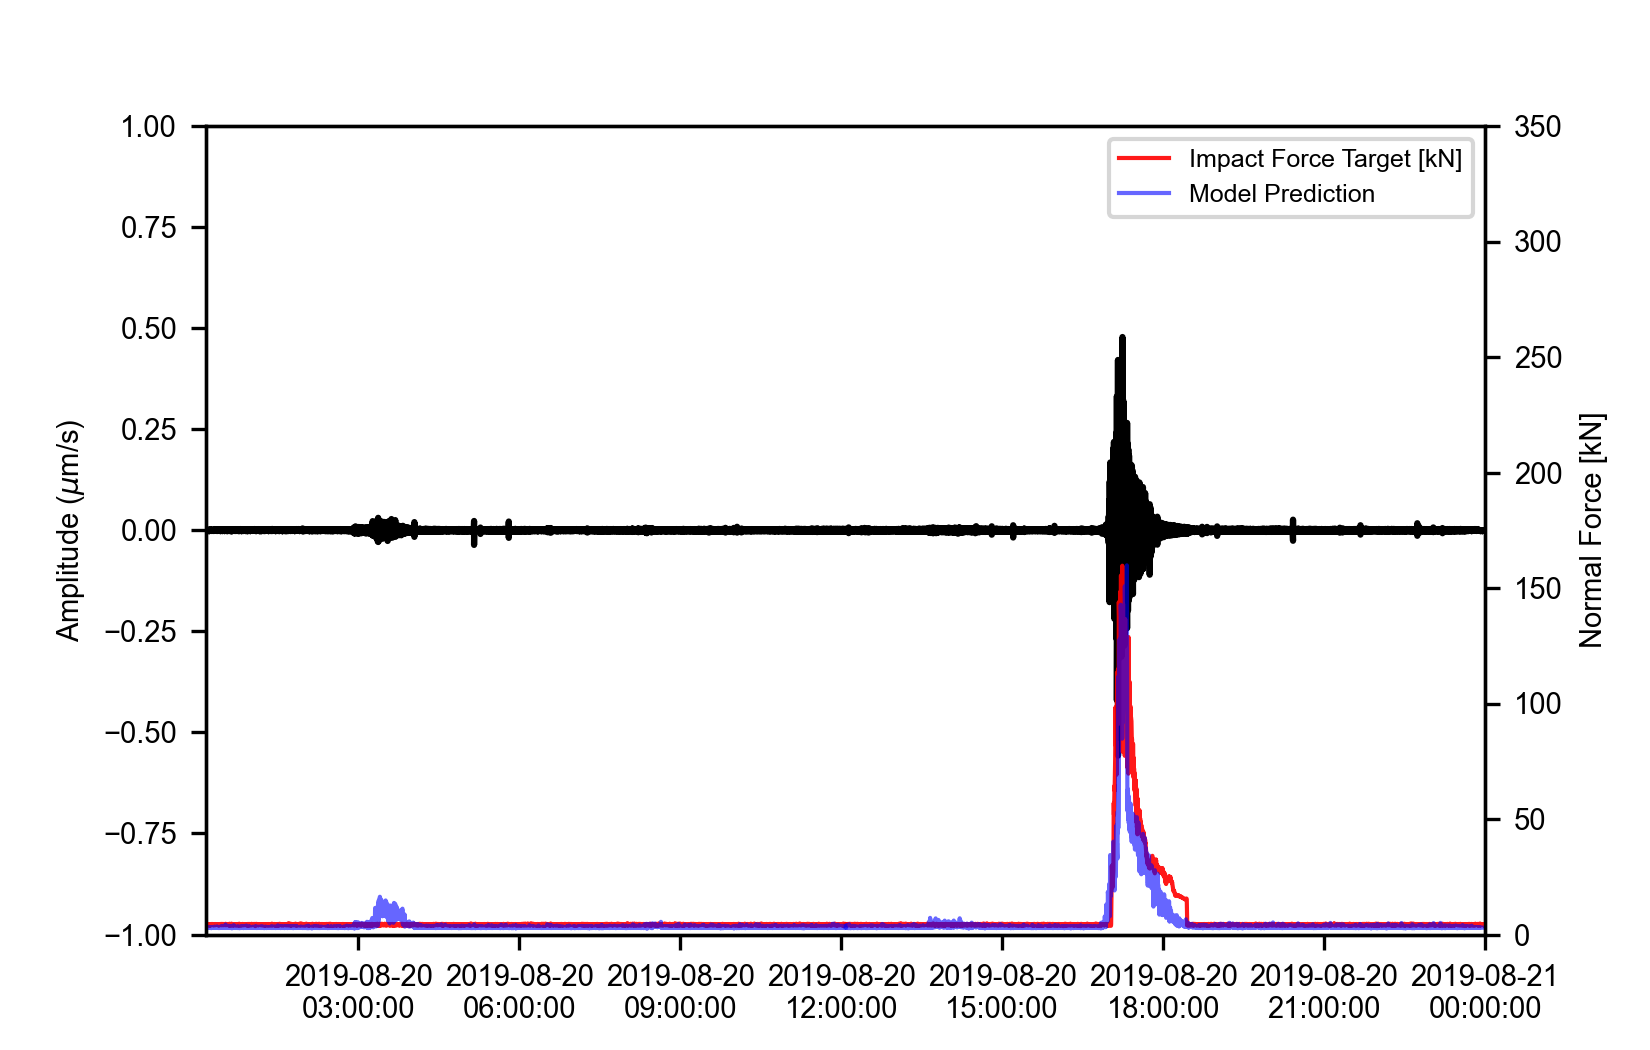 1.00
0.75
0.50
0.25
0.00
−0.25
−0.50
−0.75
−1.00
Amplitude (μm/s)
Impact Force Target [kN]
Model Prediction
350
300
250
200
150
100
50
0
Normal Force [kN]
2019-08-20 2019-08-20 2019-08-20 2019-08-20 2019-08-20 2019-08-20 2019-08-20 2019-08-21
03:00:00 06:00:00 09:00:00 12:00:00 15:00:00 18:00:00 21:00:00 00:00:00